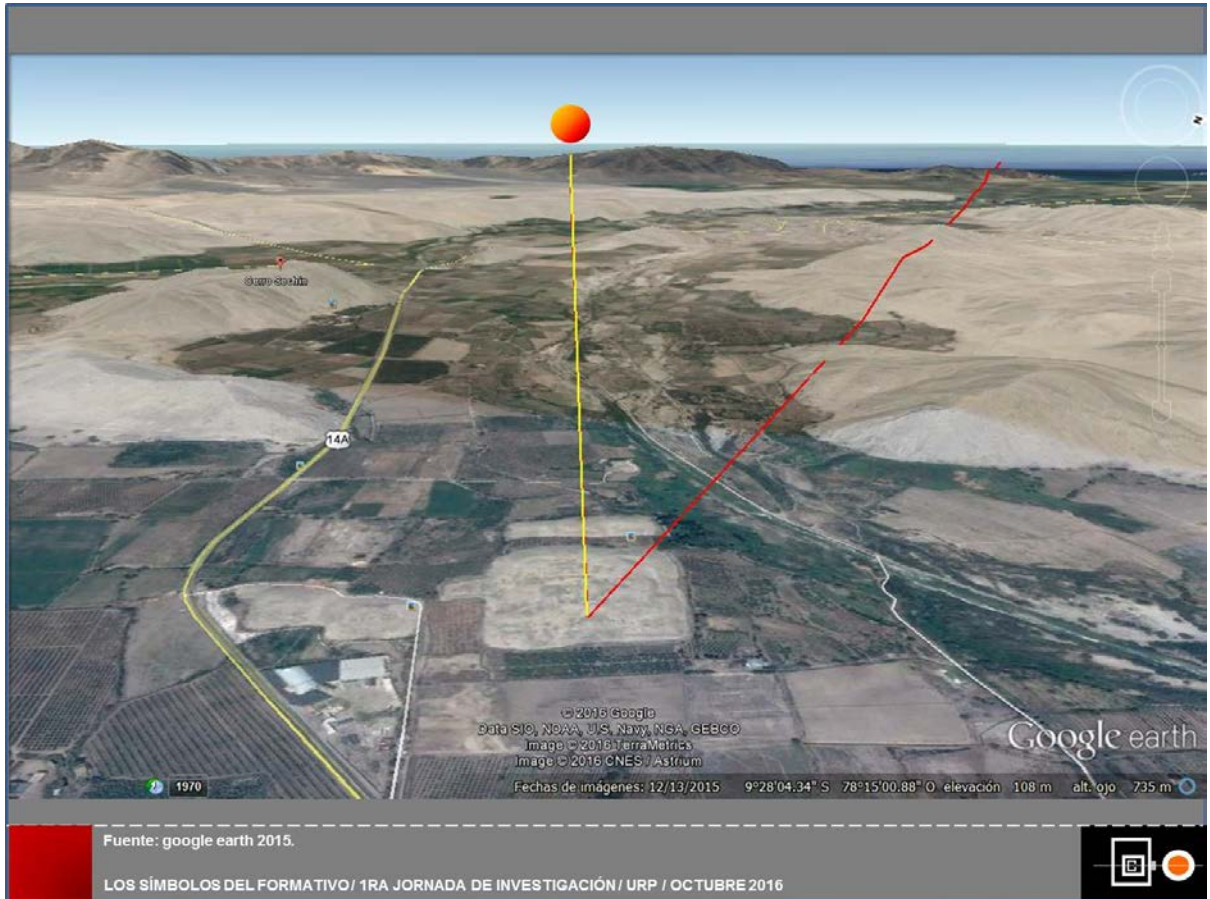 N
Cerro Sechin
14A
© 2016 Google
Data SIO, NOAA, U.S. Navy, NGA, GEBCO
Image © 2016 TerraMetrics
Image © 2016 CNES / Astrium
Google earth
1970
Fechas de imágenes: 12/13/2015 9°28'04.34" S 78°15'00.88" O elevación 108 m alt. ojo 735 m
Fuente: google earth 2015.
LOS SÍMBOLOS DEL FORMATIVO/ 1RA JORNADA DE INVESTIGACIÓN/ URP / OCTUBRE 2016